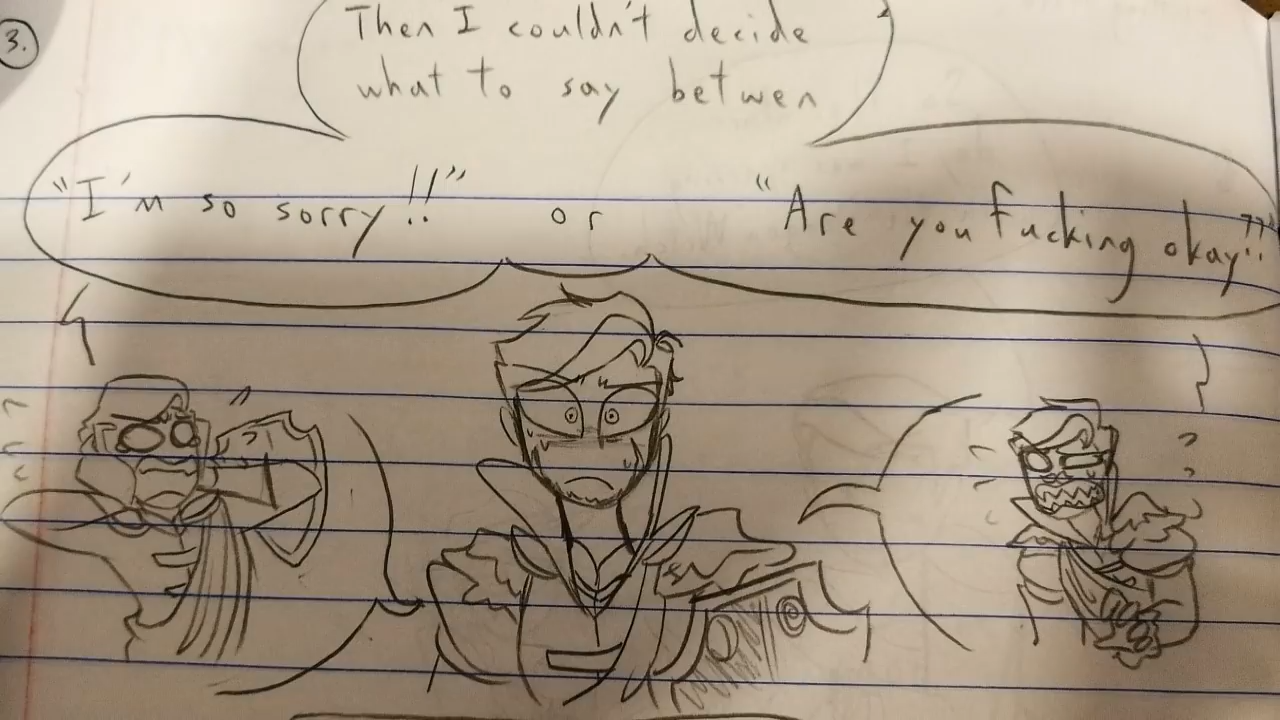 3.
Then I couldn't decide
what to say betwen
"I'm so sorry!!" or "Are you fucking okay"!!